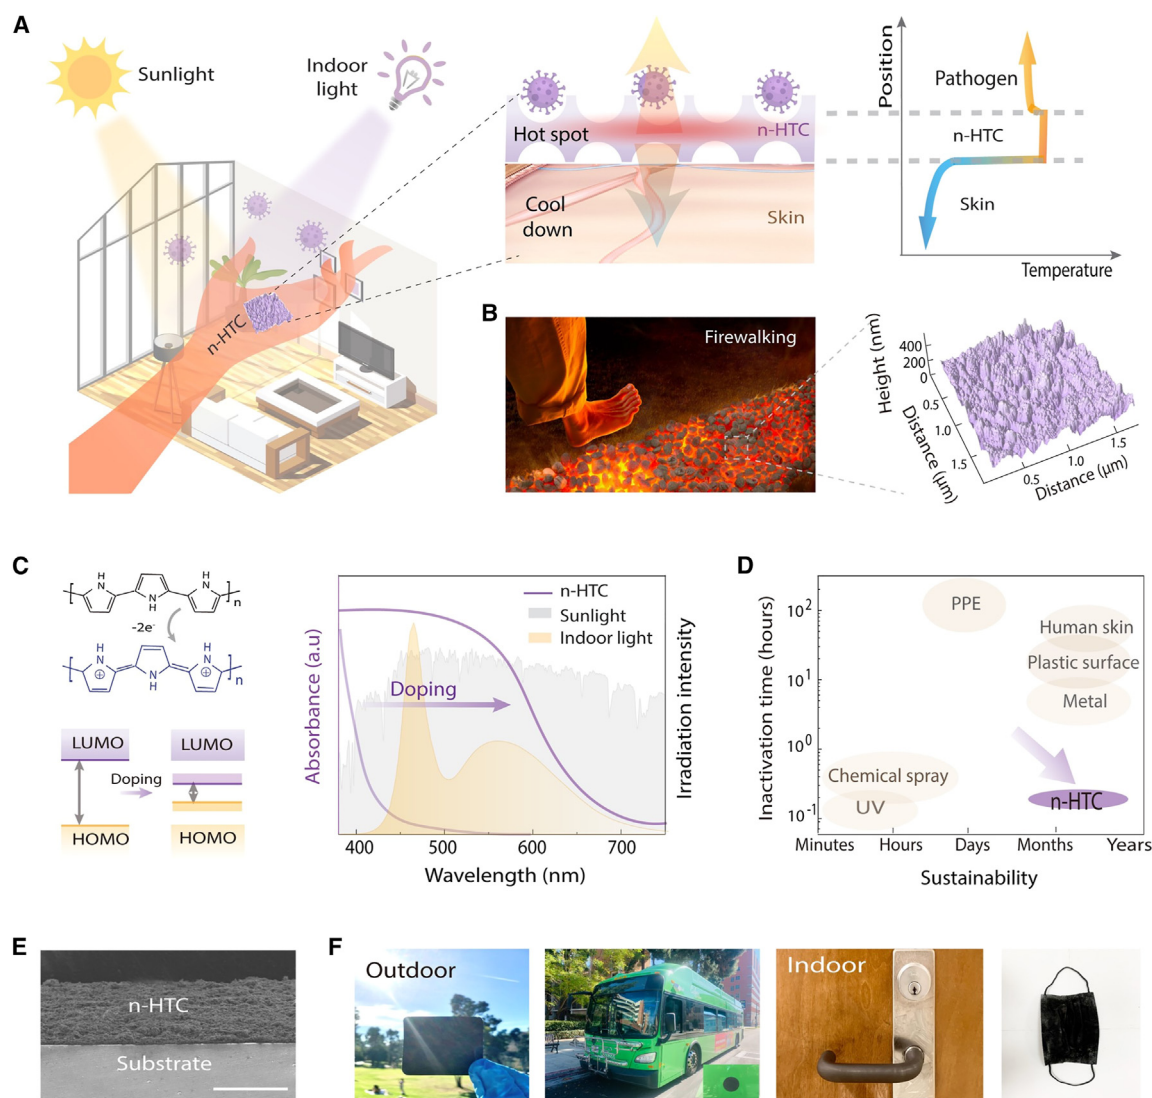 A
Sunlight
Indoor
light
n-HTC
Hot spot
n-HTC
Cool
down
Skin
Position
Pathogen
n-HTC
Skin
Temperature
B
Firewalking
Height (nm)
400
200
0
0.5
1.0
1.5
Distance (μm)
0.5
1.0
1.5
Distance (μm)
C
H
N
N
H
H
N
n
-2e-
H
N
N
H
H
N
n
LUMO
LUMO
Doping
HOMO
HOMO
Absorbance (a.u)
n-HTC
Sunlight
Indoor light
Doping
Irradiation intensity
400
500
600
700
Wavelength (nm)
D
Inactivation time (hours)
10²
10¹
10⁰
10⁻¹
PPE
Human skin
Plastic surface
Metal
Chemical spray
UV
n-HTC
Minutes
Hours
Days
Months
Years
Sustainability
E
n-HTC
Substrate
F
Outdoor
Indoor